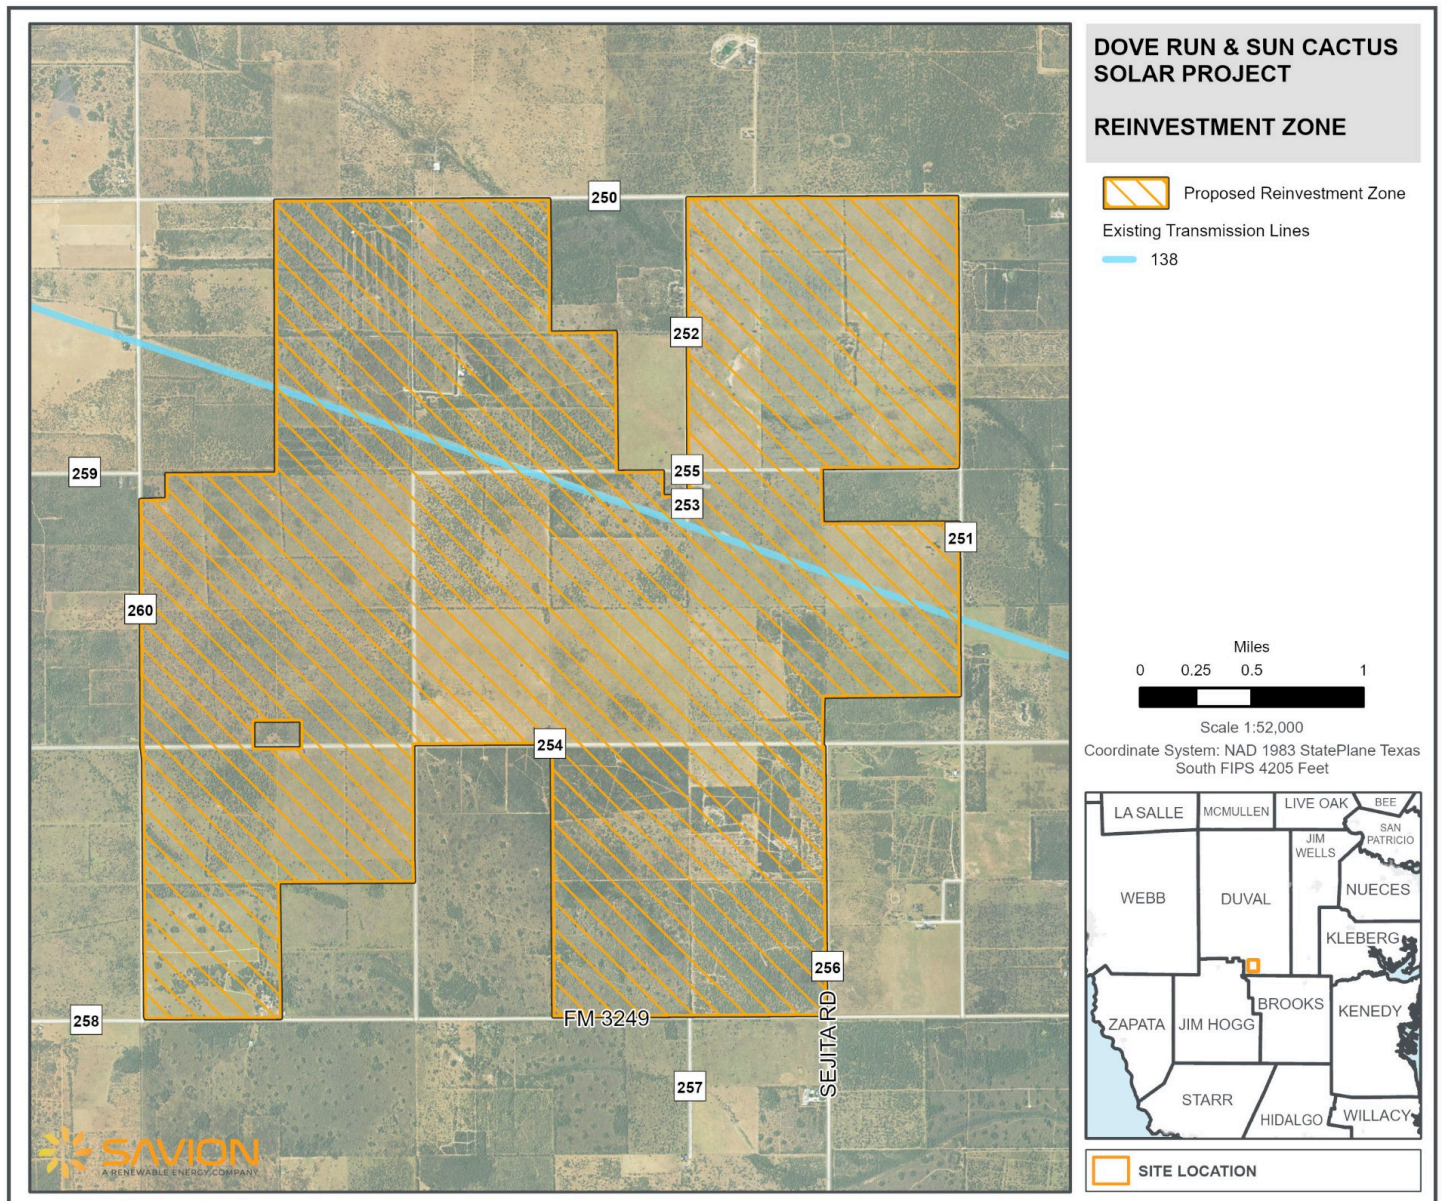 DOVE RUN & SUN CACTUS
SOLAR PROJECT
REINVESTMENT ZONE
Proposed Reinvestment Zone
Existing Transmission Lines
138
250
252
259
255
253
251
260
254
256
258
FM 3249
SEJITA RD
257
SAVION
A RENEWABLE ENERGY COMPANY
Miles
0 0.25 0.5 1
Scale 1:52,000
Coordinate System: NAD 1983 StatePlane Texas
South FIPS 4205 Feet
LA SALLE
MCMULLEN
LIVE OAK
BEE
SAN
PATRICIO
JIM
WELLS
WEBB
DUVAL
NUECES
KLEBERG
ZAPATA
JIM HOGG
BROOKS
KENEDY
STARR
HIDALGO
WILLACY
SITE LOCATION